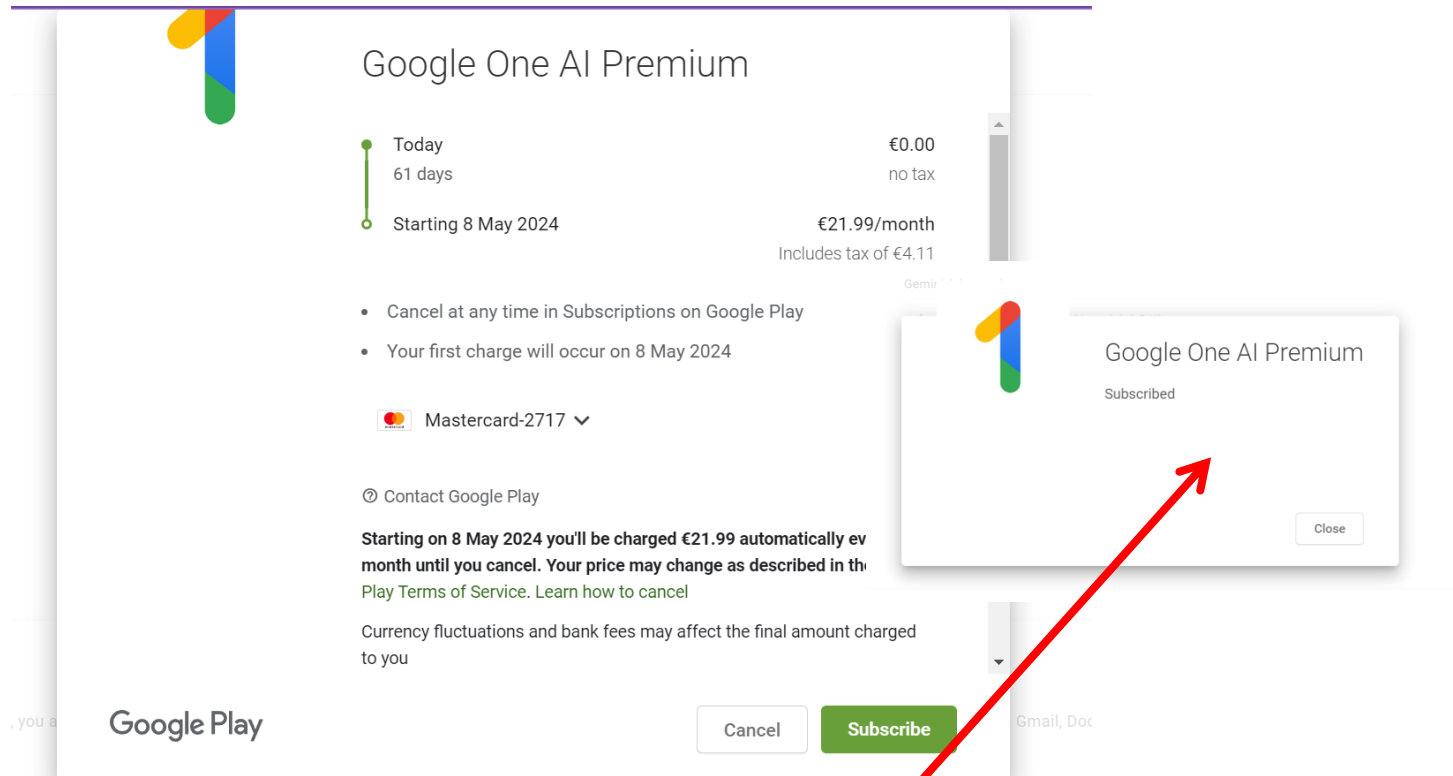 Google One AI Premium
Today €0.00
61 days no tax
Starting 8 May 2024 €21.99/month
Includes tax of €4.11
• Cancel at any time in Subscriptions on Google Play
• Your first charge will occur on 8 May 2024
Mastercard-2717
Contact Google Play
Starting on 8 May 2024 you'll be charged €21.99 automatically ev
month until you cancel. Your price may change as described in the
Play Terms of Service. Learn how to cancel
Currency fluctuations and bank fees may affect the final amount charged
to you
Google Play
Cancel
Subscribe
Google One AI Premium
Subscribed
Close
, you a
Gmail, Doc